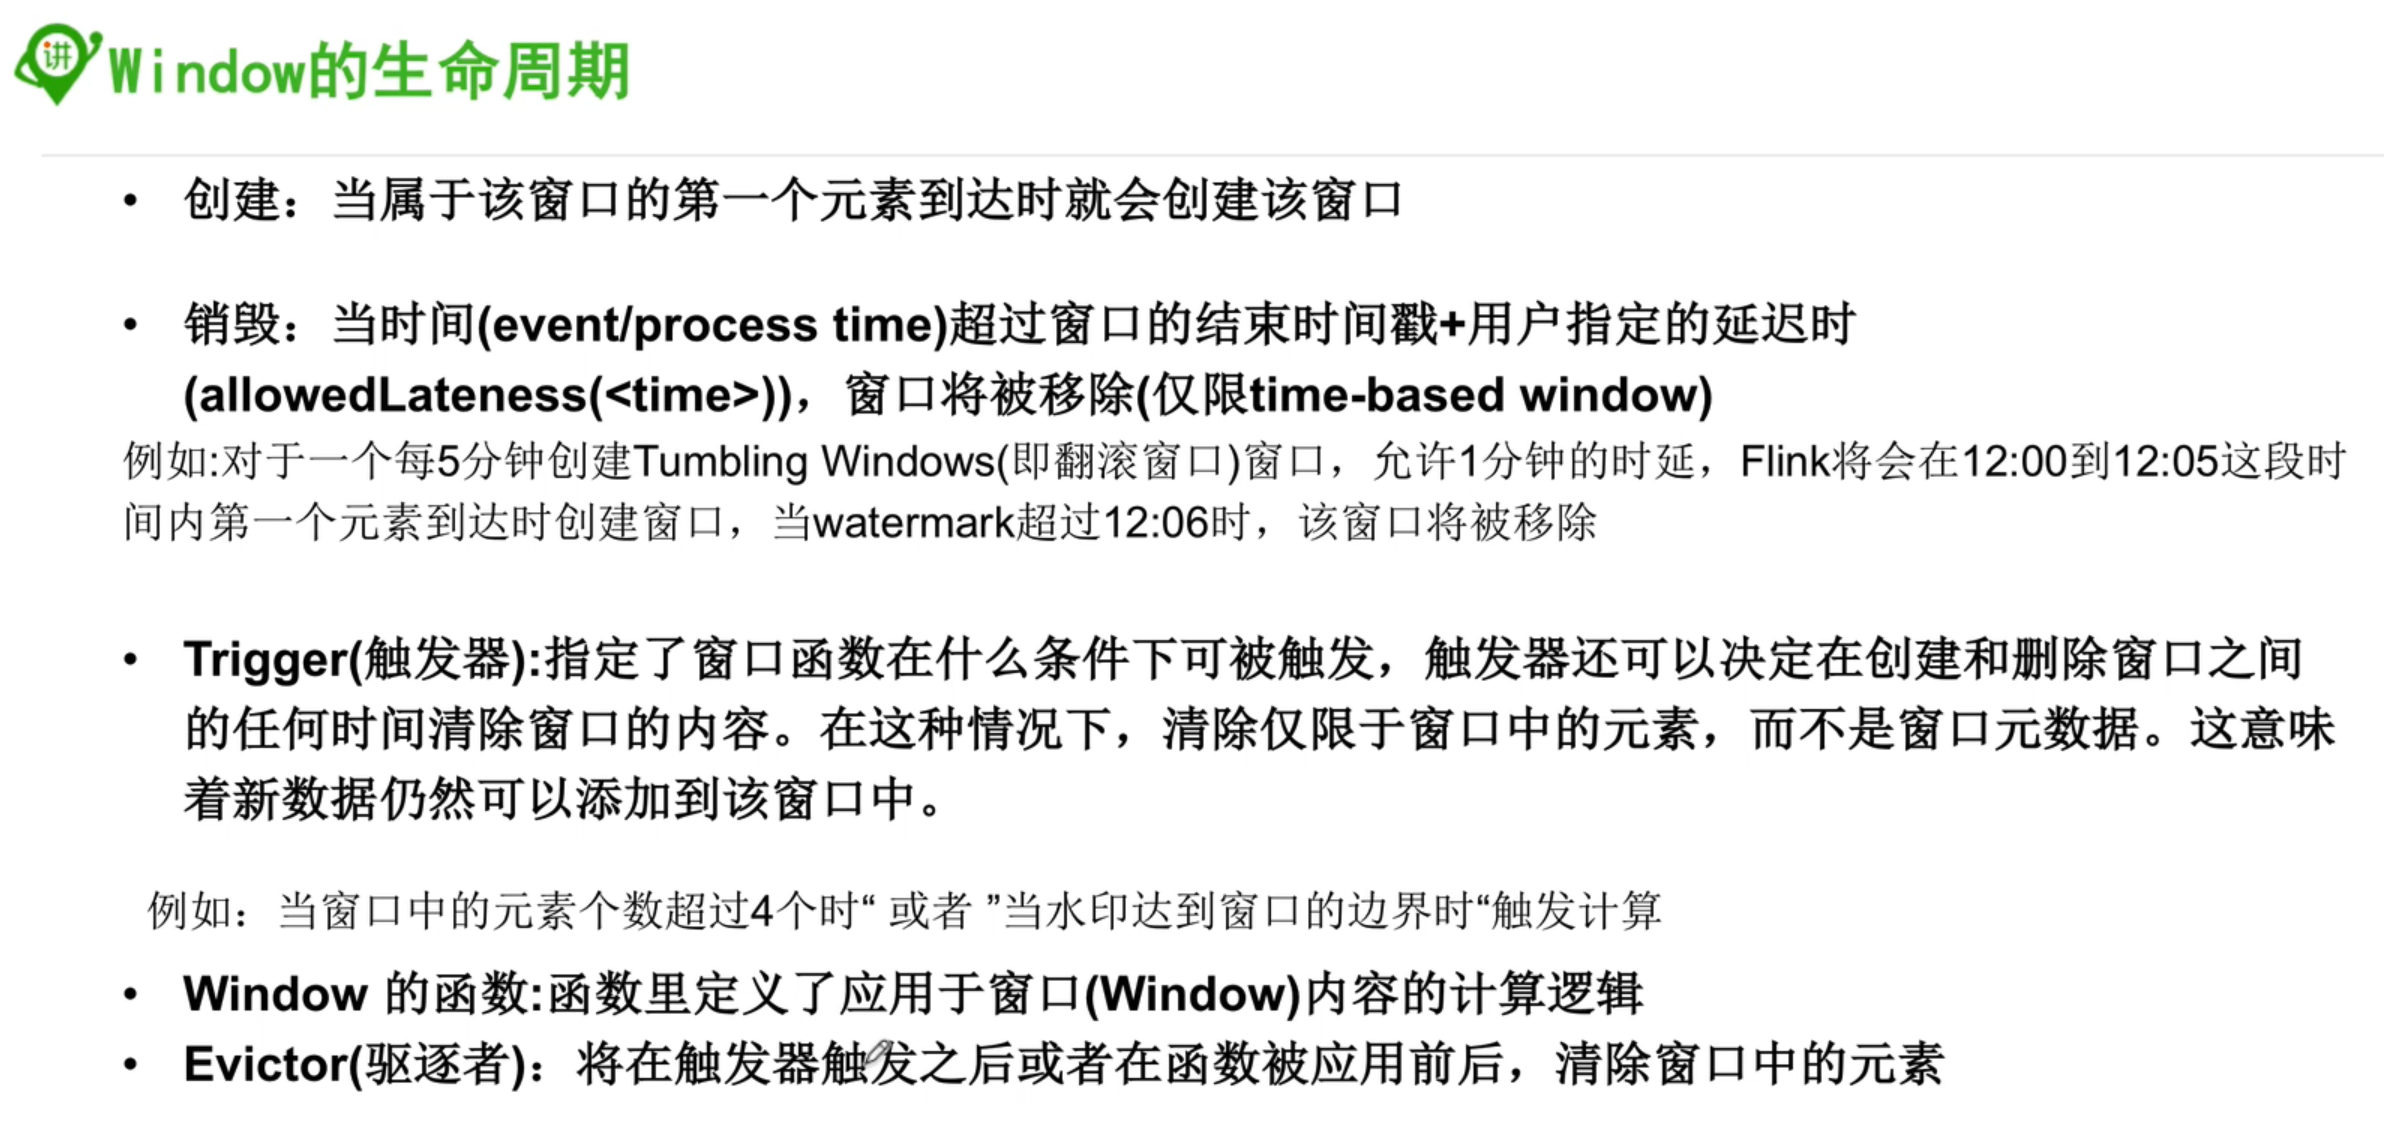 讲
Window的生命周期
• 创建：当属于该窗口的第一个元素到达时就会创建该窗口
• 销毁：当时间(event/process time)超过窗口的结束时间戳+用户指定的延迟时
(allowedLateness(<time>))，窗口将被移除(仅限time-based window)
例如:对于一个每5分钟创建Tumbling Windows(即翻滚窗口)窗口，允许1分钟的时延，Flink将会在12:00到12:05这段时
间内第一个元素到达时创建窗口，当watermark超过12:06时，该窗口将被移除
• Trigger(触发器):指定了窗口函数在什么条件下可被触发，触发器还可以决定在创建和删除窗口之间
的任何时间清除窗口的内容。在这种情况下，清除仅限于窗口中的元素，而不是窗口元数据。这意味
着新数据仍然可以添加到该窗口中。
例如：当窗口中的元素个数超过4个时“ 或者 ”当水印达到窗口的边界时“触发计算
• Window 的函数:函数里定义了应用于窗口(Window)内容的计算逻辑
• Evictor(驱逐者)：将在触发器触发之后或者在函数被应用前后，清除窗口中的元素